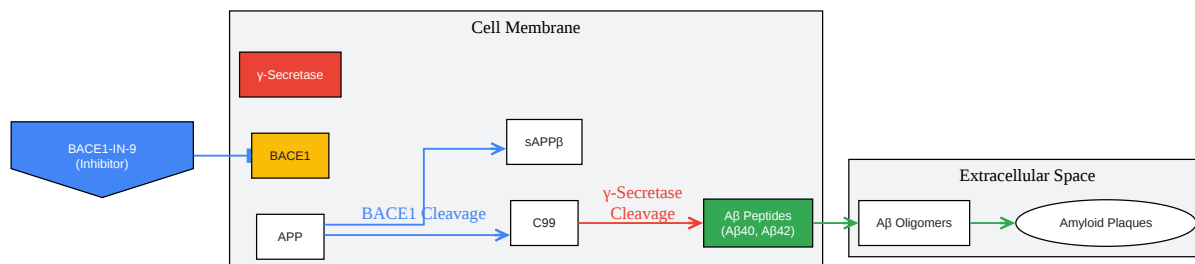 Cell Membrane
γ-Secretase
BACE1-IN-9
(Inhibitor)
BACE1
sAPPβ
APP
BACE1 Cleavage
C99
γ-Secretase
Cleavage
Aβ Peptides
(Aβ40, Aβ42)
Extracellular Space
Aβ Oligomers
Amyloid Plaques